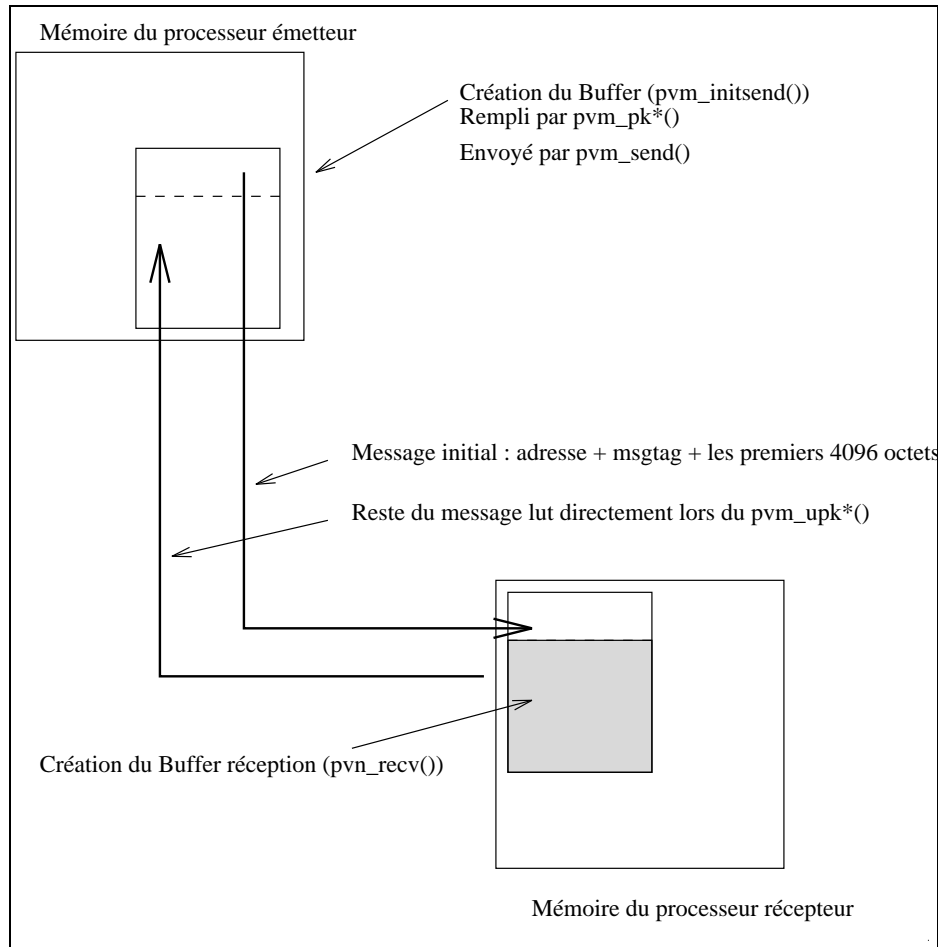 Mémoire du processeur émetteur
Création du Buffer (pvm_initsend())
Rempli par pvm_pk*()
Envoyé par pvm_send()
Message initial : adresse + msgtag + les premiers 4096 octets
Reste du message lut directement lors du pvm_upk*()
Création du Buffer réception (pvn_recv())
Mémoire du processeur récepteur